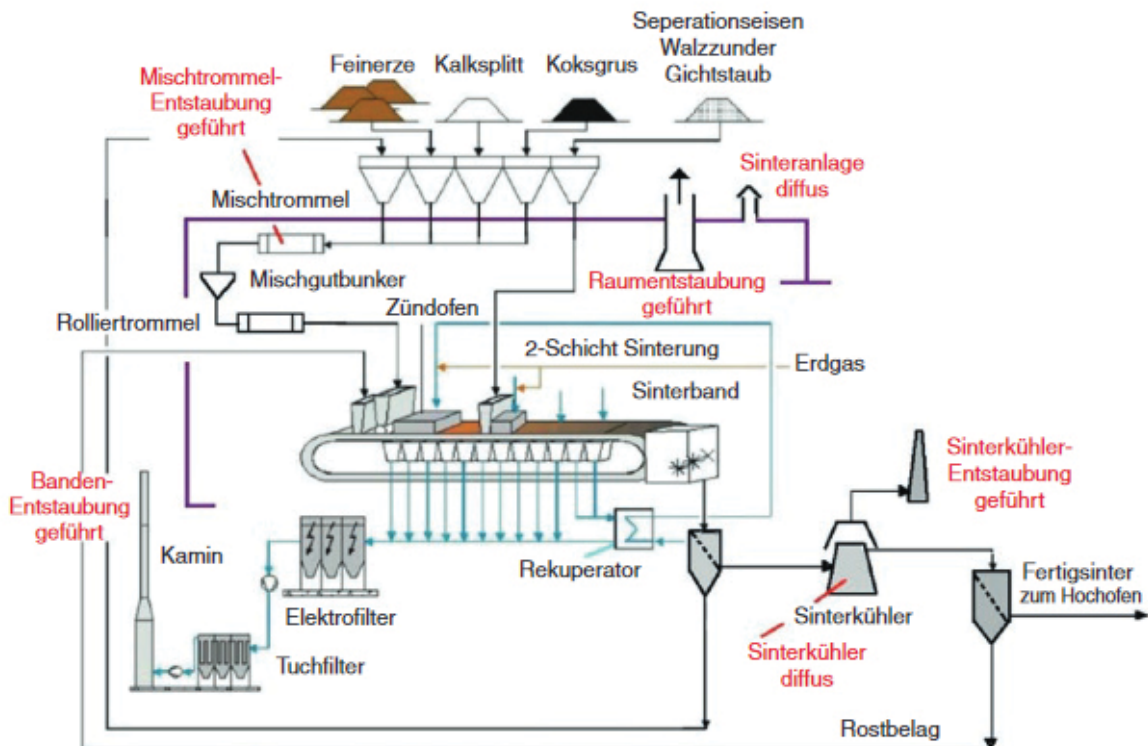 Seperationseisen
Walzzunder
Gichtstaub
Feinerze
Kalksplitt
Koksgrus
Mischtrommel-
Entstaubung
geführt
Sinteranlage
diffus
Mischtrommel
Mischgutbunker
Raumentstaubung
geführt
Zündofen
Rolliertrommel
2-Schicht Sinterung
Erdgas
Sinterband
Sinterkühler-
Entstaubung
geführt
Banden-
Entstaubung
geführt
Kamin
Rekuperator
Elektrofilter
Tuchfilter
Sinterkühler
Sinterkühler
diffus
Fertigsinter
zum Hochofen
Rostbelag